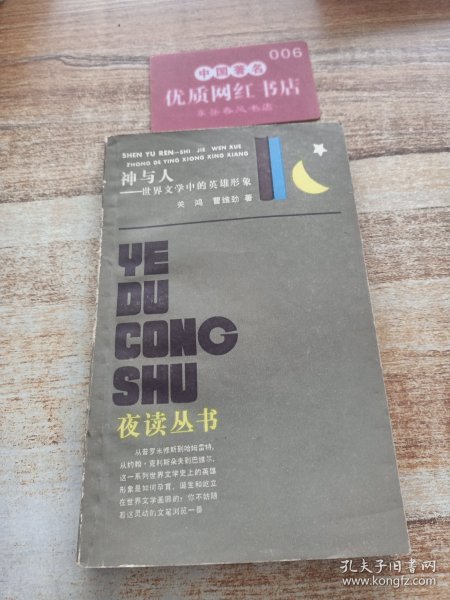 006
中国著名
优质网红书店
SHEN YU REN—SHI JIE WEN XUE
ZHONG DE YING XIONG XING XIANG
神与人
——世界文学中的英雄形象
关鸿 曹维劲 著
YE
DU
CONG
SHU
夜读丛书
从普罗米修斯到哈姆雷特,
从约翰·克利斯朵夫到巴维尔,
这一系列世界文学史上的英雄
形象是如何孕育、诞生和屹立
在世界文学画廊的?你不妨随
着这灵动的文笔浏览一番
孔夫子旧书网
www.kongfz.com